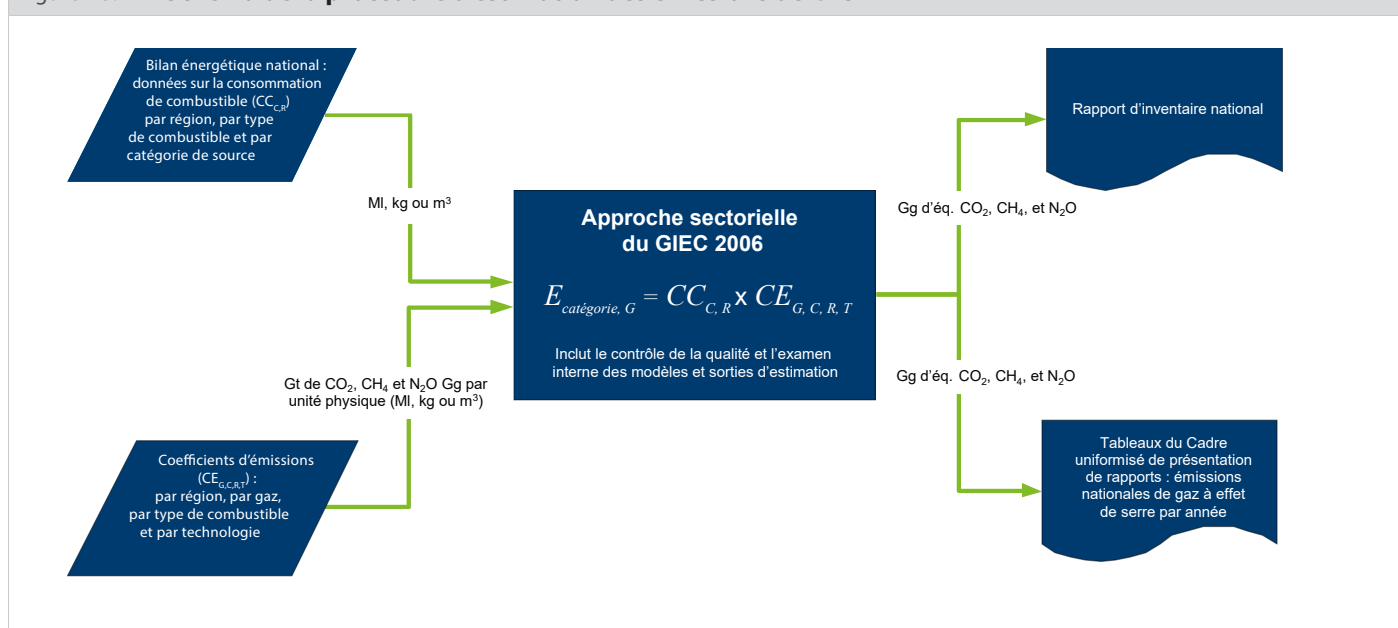 Bilan énergétique national :
données sur la consommation
de combustible (CC_C,R)
par région, par type
de combustible et par
catégorie de source
Ml, kg ou m³
Gt de CO₂, CH₄ et N₂O Gg par
unité physique (Ml, kg ou m³)
Coefficients d'émissions
(CE_G,C,R,T) :
par région, par gaz,
par type de combustible
et par technologie
Approche sectorielle
du GIEC 2006
E_catégorie, G = CC_C, R x CE_G, C, R, T
Inclut le contrôle de la qualité et l'examen
interne des modèles et sorties d'estimation
Gg d'éq. CO₂, CH₄, et N₂O
Rapport d'inventaire national
Gg d'éq. CO₂, CH₄, et N₂O
Tableaux du Cadre
uniformisé de présentation
de rapports : émissions
nationales de gaz à effet
de serre par année